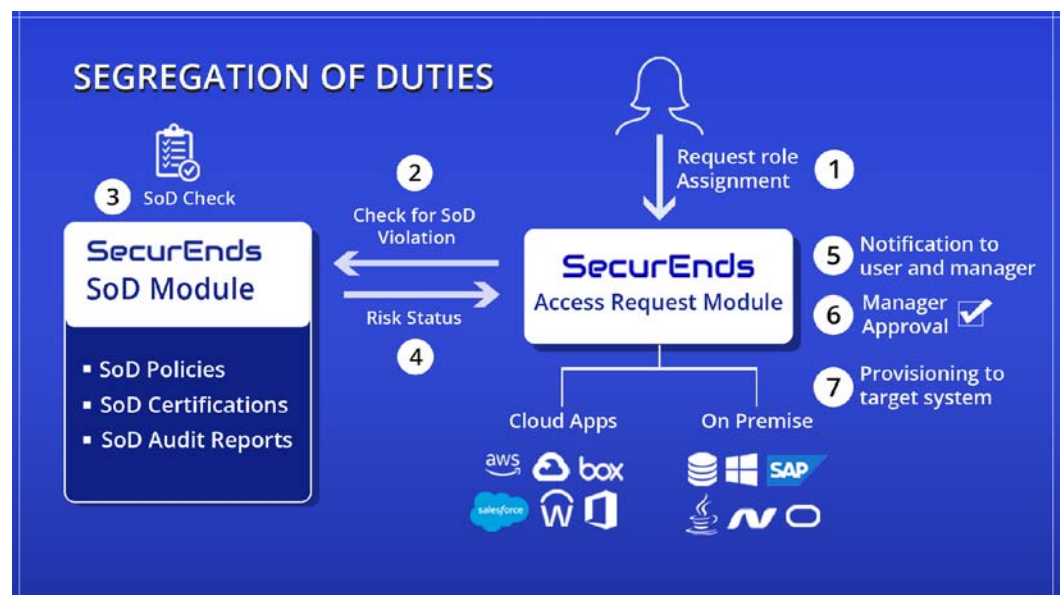 SEGREGATION OF DUTIES
Request role
Assignment
1
2
3
SoD Check
Check for SoD
Violation
SecurEnds
SoD Module
SecurEnds
Access Request Module
5
Notification to
user and manager
Risk Status
6
Manager
Approval
4
▪ SoD Policies
▪ SoD Certifications
▪ SoD Audit Reports
7
Provisioning to
target system
Cloud Apps
On Premise
aws
box
SAP
salesforce